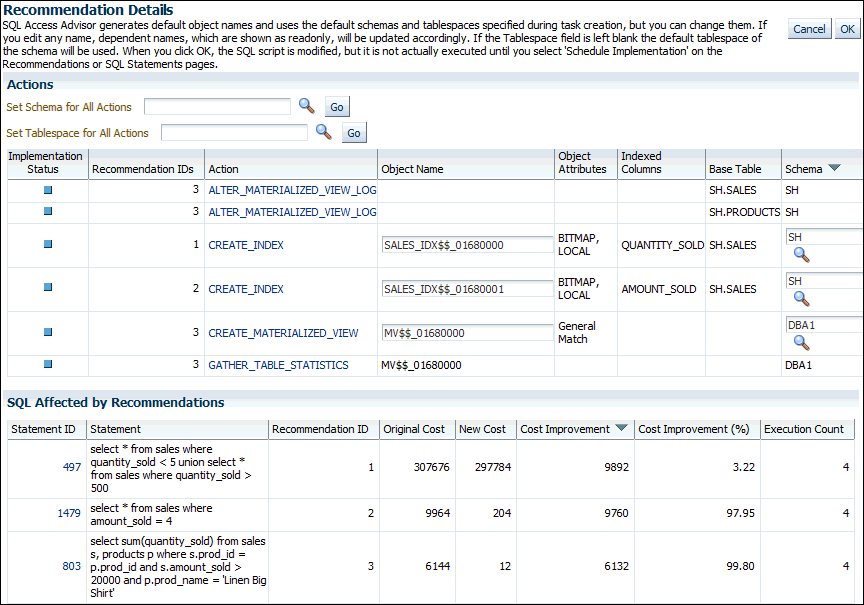 Recommendation Details
SQL Access Advisor generates default object names and uses the default schemas and tablespaces specified during task creation, but you can change them. If
you edit any name, dependent names, which are shown as readonly, will be updated accordingly. If the Tablespace field is left blank the default tablespace of
the schema will be used. When you click OK, the SQL script is modified, but it is not actually executed until you select 'Schedule Implementation' on the
Recommendations or SQL Statements pages.
Cancel OK
Actions
Set Schema for All Actions Go
Set Tablespace for All Actions Go
Implementation Status Recommendation IDs Action Object Name Object Attributes Indexed Columns Base Table Schema
3 ALTER_MATERIALIZED_VIEW_LOG SH.SALES SH
3 ALTER_MATERIALIZED_VIEW_LOG SH.PRODUCTS SH
1 CREATE_INDEX SALES_IDX$$_01680000 BITMAP, LOCAL QUANTITY_SOLD SH.SALES SH
2 CREATE_INDEX SALES_IDX$$_01680001 BITMAP, LOCAL AMOUNT_SOLD SH.SALES SH
3 CREATE_MATERIALIZED_VIEW MV$$_01680000 General Match DBA1
3 GATHER_TABLE_STATISTICS MV$$_01680000 DBA1
SQL Affected by Recommendations
Statement ID Statement Recommendation ID Original Cost New Cost Cost Improvement Cost Improvement (%) Execution Count
497 select * from sales where
quantity_sold < 5 union select *
from sales where quantity_sold >
500
1 307676 297784 9892 3.22 4
1479 select * from sales where
amount_sold = 4
2 9964 204 9760 97.95 4
803 select sum(quantity_sold) from sales
s, products p where s.prod_id =
p.prod_id and s.amount_sold >
20000 and p.prod_name = 'Linen Big
Shirt'
3 6144 12 6132 99.80 4